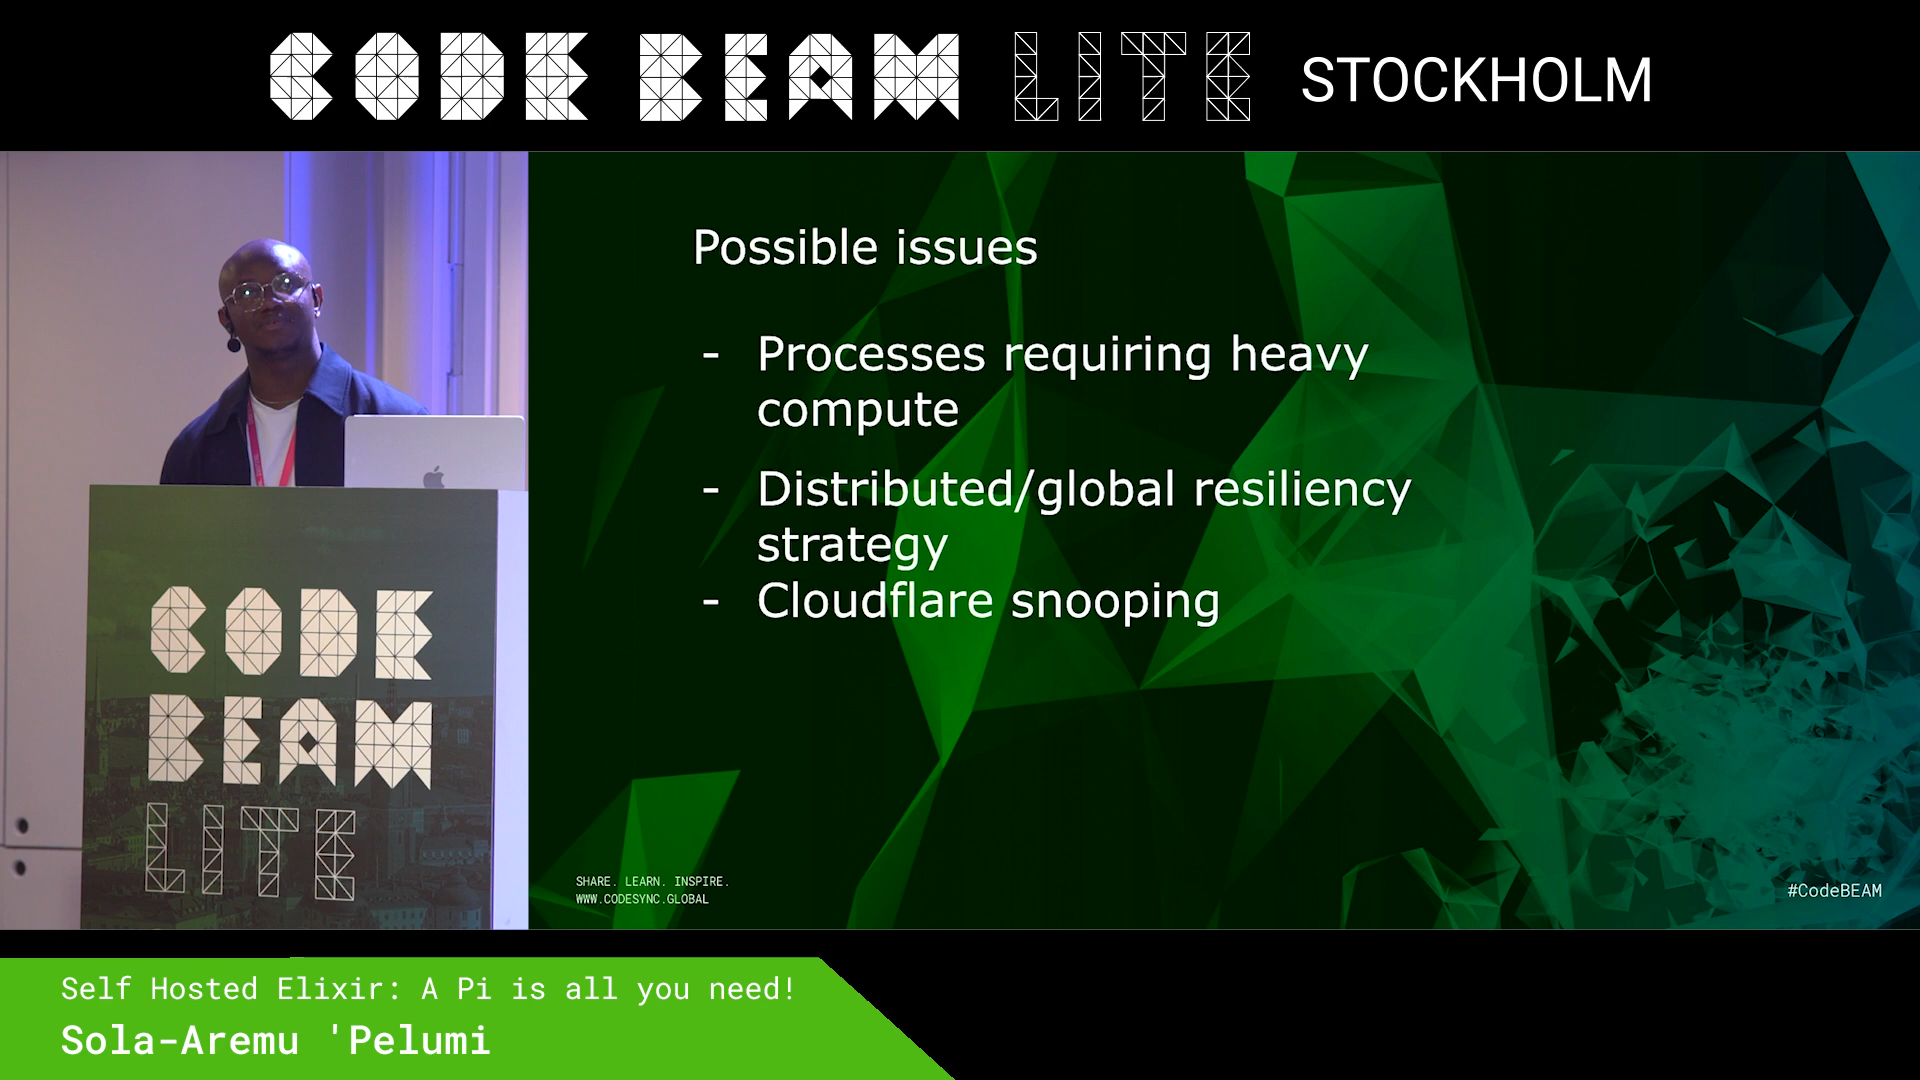 CODE BEAM LITE STOCKHOLM
Possible issues
- Processes requiring heavy
compute
- Distributed/global resiliency
strategy
- Cloudflare snooping
CODE
BEAM
LITE
SHARE. LEARN. INSPIRE.
WWW.CODESYNC.GLOBAL
#CodeBEAM
Self Hosted Elixir: A Pi is all you need!
Sola-Aremu 'Pelumi